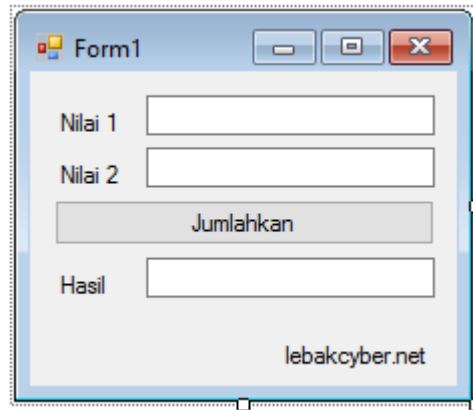 Form1
Nilai 1
Nilai 2
Jumlahkan
Hasil
lebakcyber.net